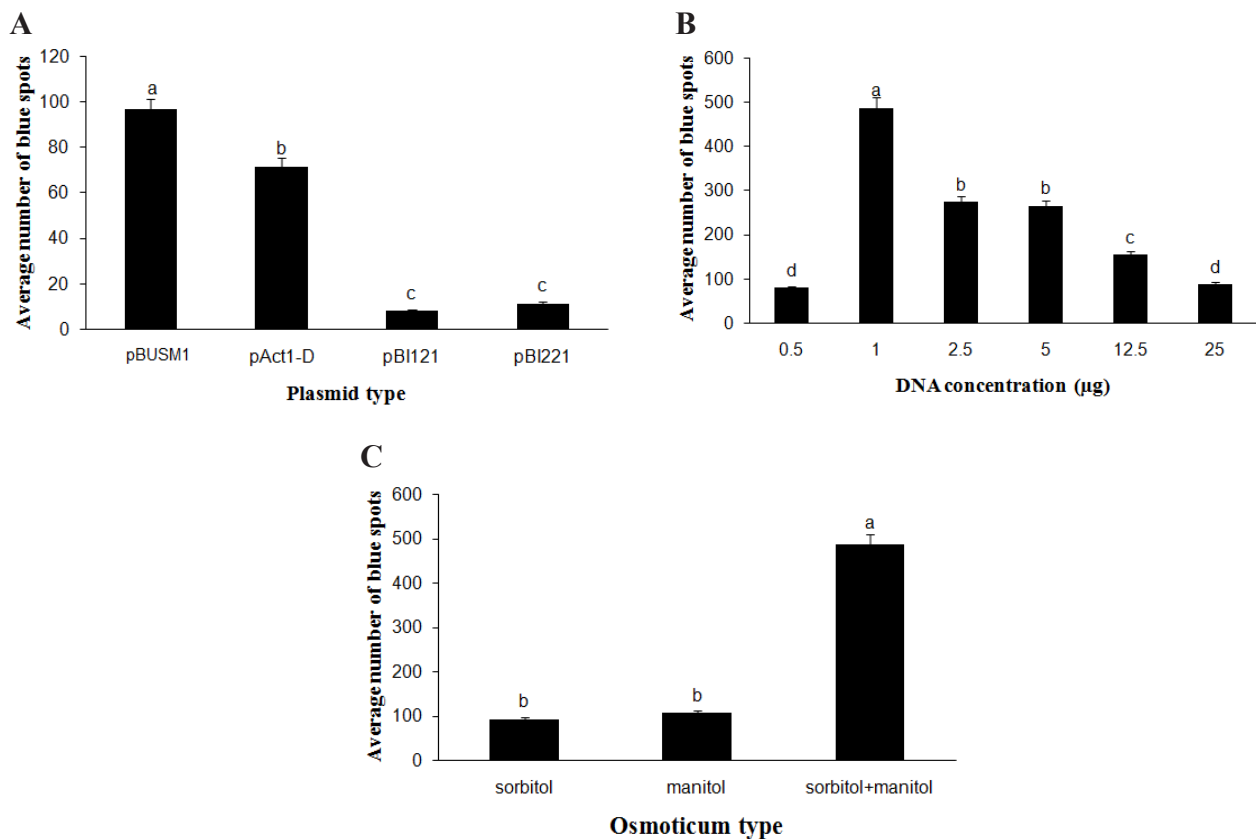 A
Average number of blue spots
120
100
80
60
40
20
0
a
b
c
c
pBUSM1 pAct1-D pBI121 pBI221
Plasmid type
B
Average number of blue spots
600
500
400
300
200
100
0
d
a
b
b
c
d
0.5 1 2.5 5 12.5 25
DNA concentration (µg)
C
Average number of blue spots
600
500
400
300
200
100
0
b
b
a
sorbitol manitol sorbitol+manitol
Osmoticum type